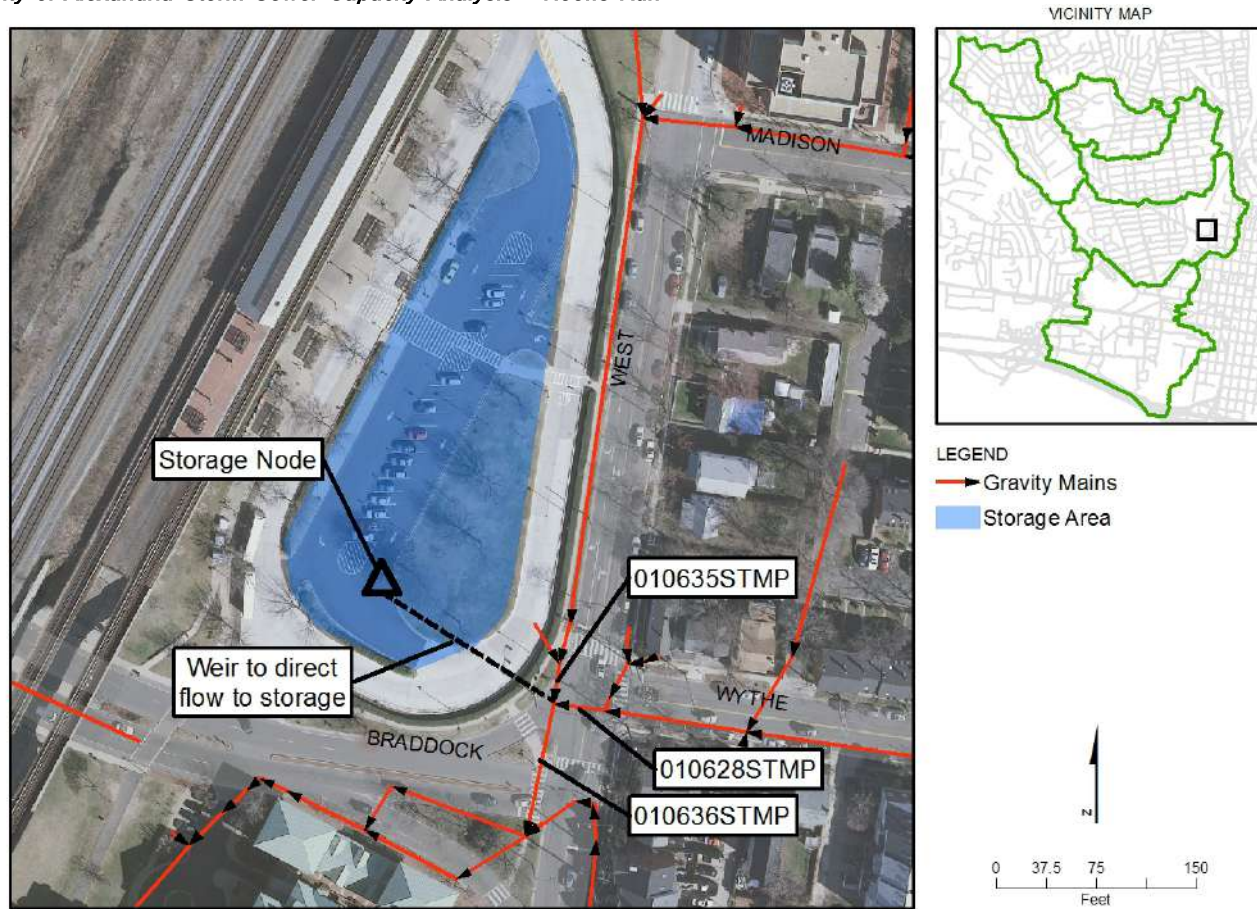 VICINITY MAP
MADISON
WEST
Storage Node
010635STMP
Weir to direct
flow to storage
WYTHE
BRADDOCK
010628STMP
010636STMP
LEGEND
Gravity Mains
Storage Area
N
0 37.5 75 150
Feet